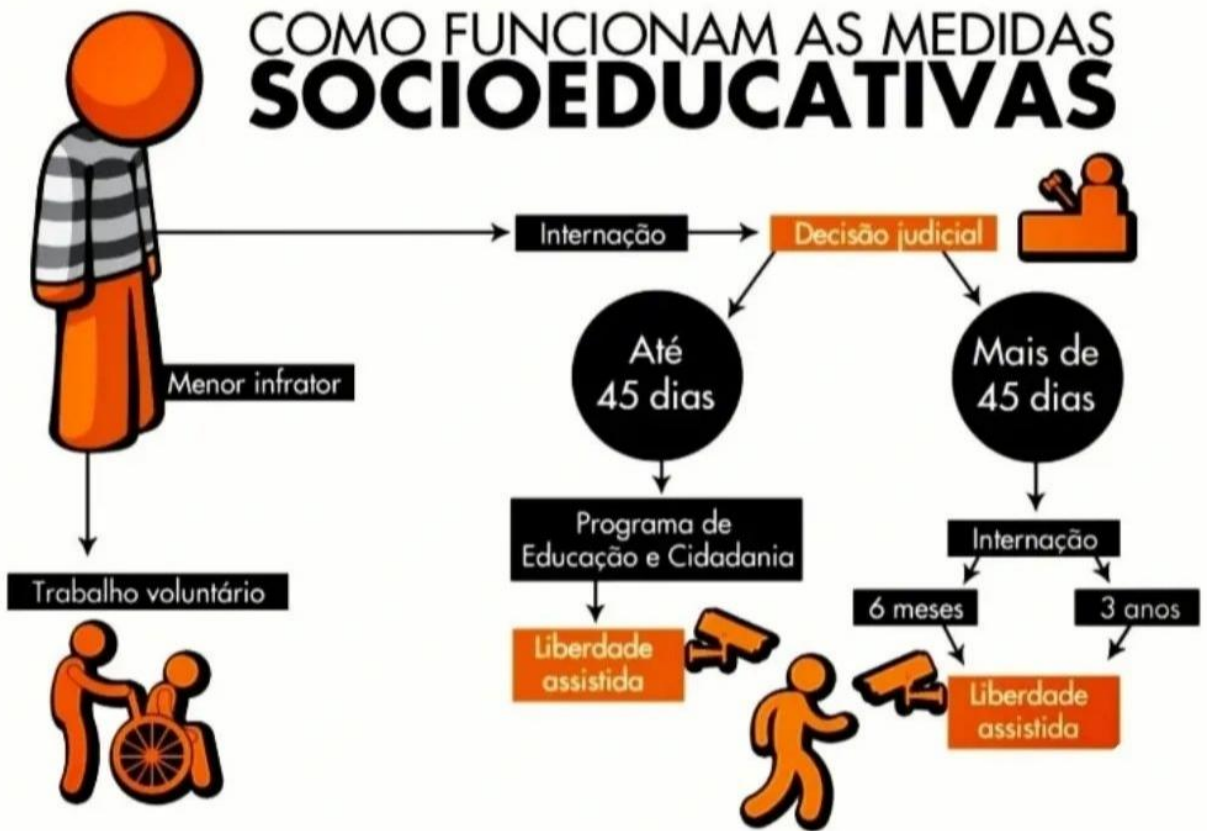 COMO FUNCIONAM AS MEDIDAS
SOCIOEDUCATIVAS
Internação
Decisão judicial
Menor infrator
Até
45 dias
Mais de
45 dias
Programa de
Educação e Cidadania
Internação
Trabalho voluntário
6 meses
3 anos
Liberdade
assistida
Liberdade
assistida